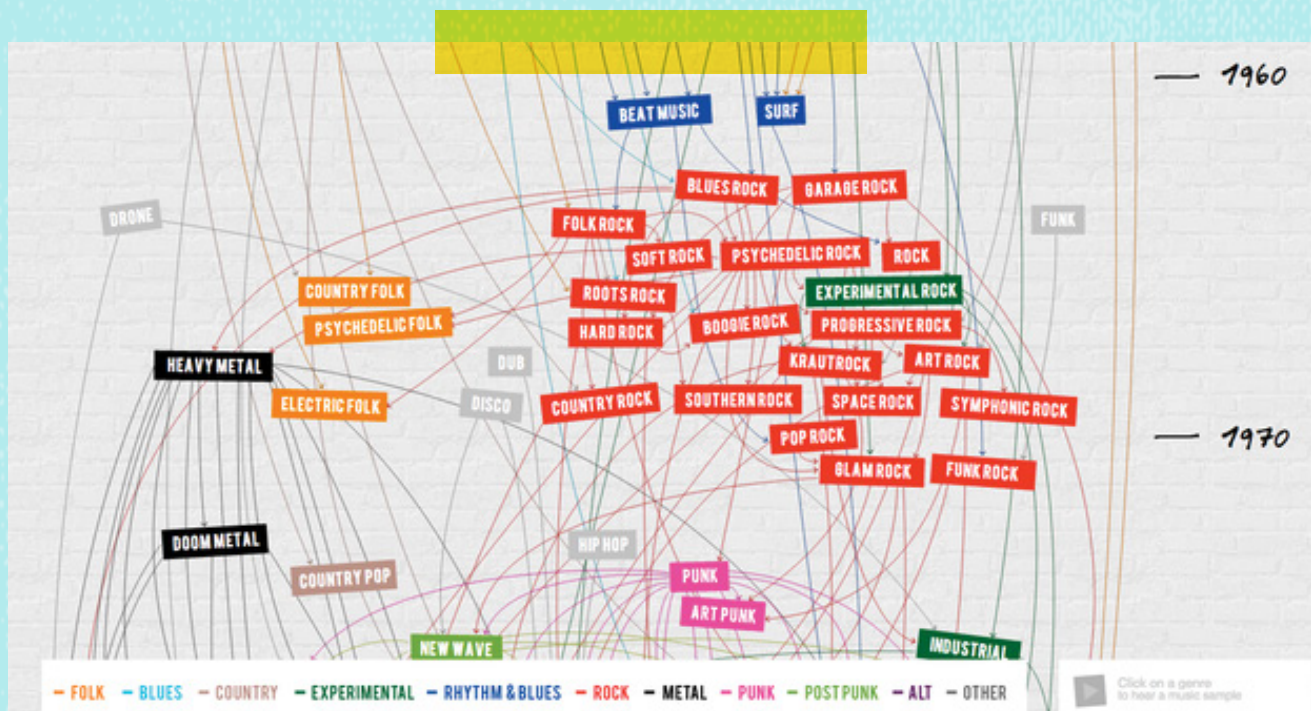 1960
BEAT MUSIC
SURF
BLUES ROCK
GARAGE ROCK
DRONE
FOLK ROCK
FUNK
SOFT ROCK
PSYCHEDELIC ROCK
ROCK
COUNTRY FOLK
ROOTS ROCK
EXPERIMENTAL ROCK
PSYCHEDELIC FOLK
HARD ROCK
BOOGIE ROCK
PROGRESSIVE ROCK
HEAVY METAL
DUB
KRAUTROCK
ART ROCK
ELECTRIC FOLK
DISCO
COUNTRY ROCK
SOUTHERN ROCK
SPACE ROCK
SYMPHONIC ROCK
POP ROCK
1970
GLAM ROCK
FUNK ROCK
DOOM METAL
HIP HOP
COUNTRY POP
PUNK
ART PUNK
NEW WAVE
INDUSTRIAL
FOLK
BLUES
COUNTRY
EXPERIMENTAL
RHYTHM & BLUES
ROCK
METAL
PUNK
POST PUNK
ALT
OTHER
Click on a genre
to hear a music sample